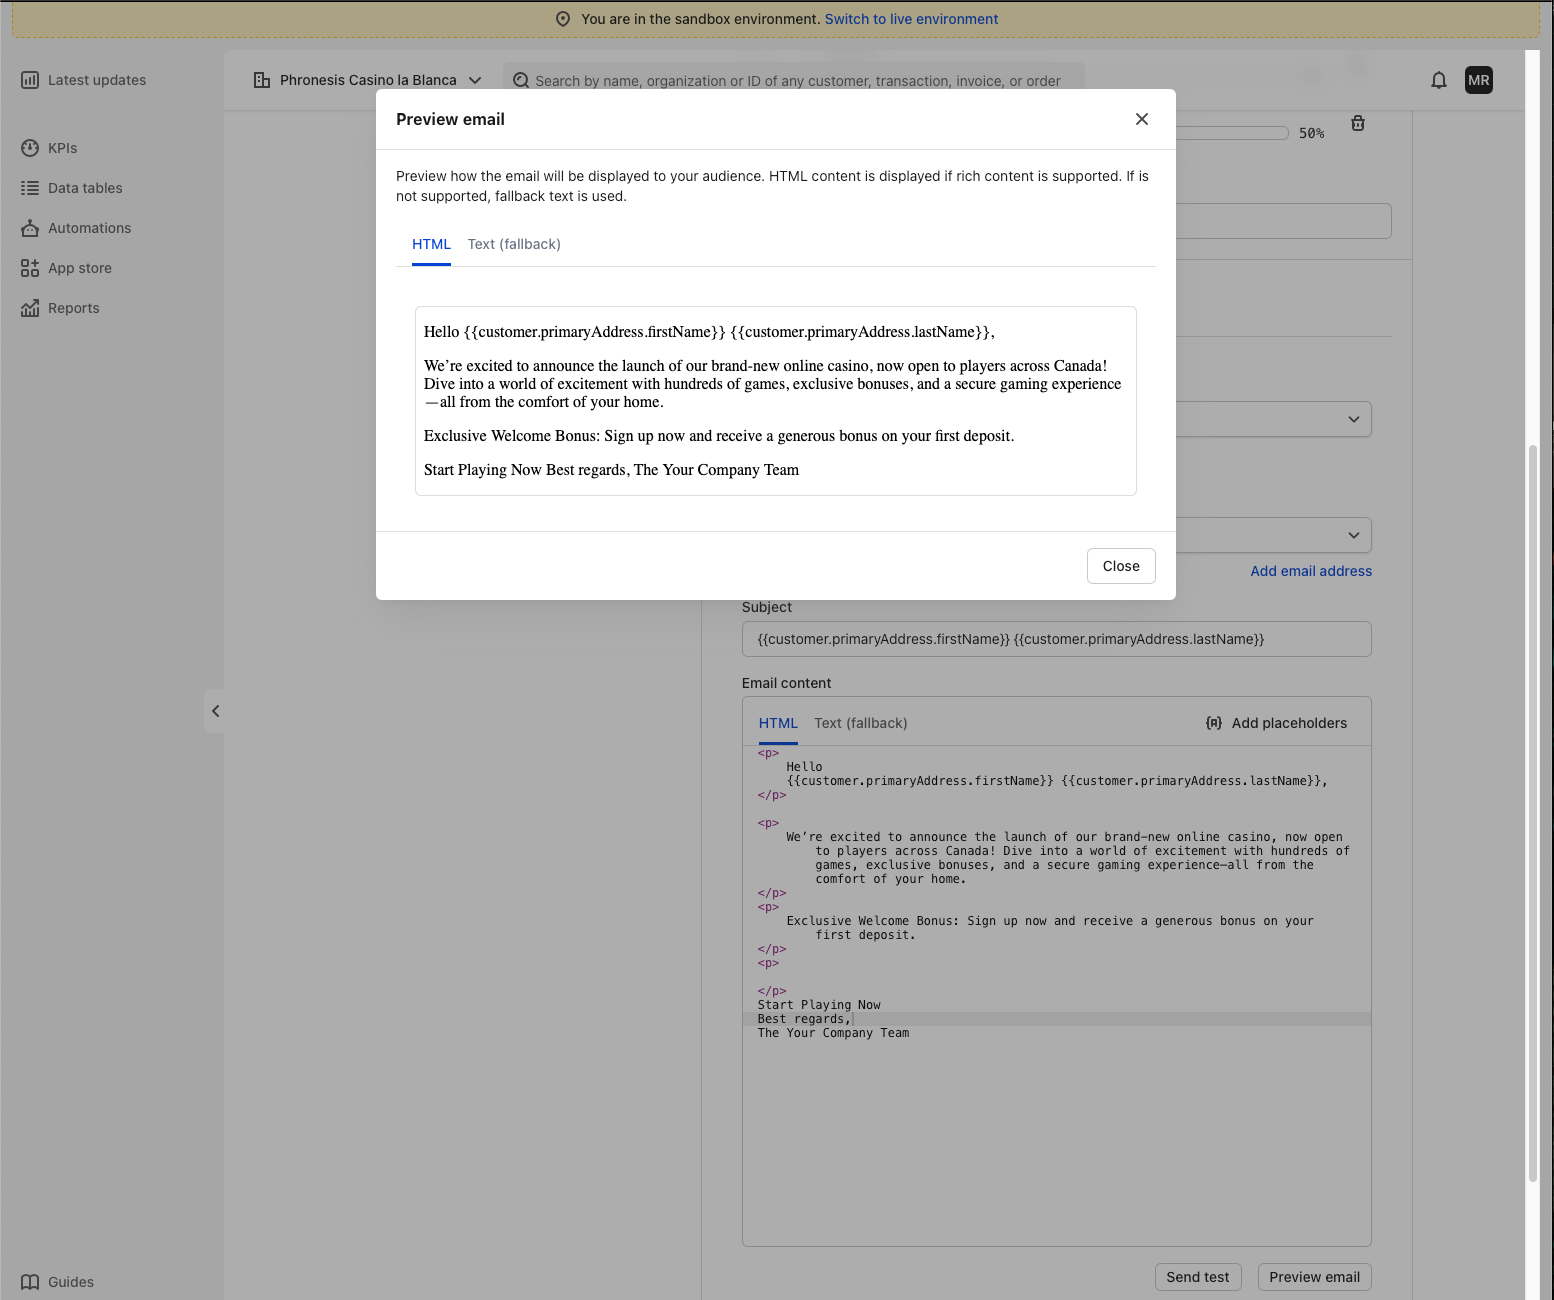 You are in the sandbox environment. Switch to live environment
Latest updates
Phronesis Casino la Blanca
Search by name, organization or ID of any customer, transaction, invoice, or order
MR
KPIs
Data tables
Automations
App store
Reports
Guides
50%
Preview email
Preview how the email will be displayed to your audience. HTML content is displayed if rich content is supported. If is
not supported, fallback text is used.
HTML Text (fallback)
Hello {{customer.primaryAddress.firstName}} {{customer.primaryAddress.lastName}},
We’re excited to announce the launch of our brand-new online casino, now open to players across Canada!
Dive into a world of excitement with hundreds of games, exclusive bonuses, and a secure gaming experience
—all from the comfort of your home.
Exclusive Welcome Bonus: Sign up now and receive a generous bonus on your first deposit.
Start Playing Now Best regards, The Your Company Team
Close
Add email address
Subject
{{customer.primaryAddress.firstName}} {{customer.primaryAddress.lastName}}
Email content
HTML Text (fallback) Add placeholders
<p>
Hello
{{customer.primaryAddress.firstName}} {{customer.primaryAddress.lastName}},
</p>
<p>
We’re excited to announce the launch of our brand-new online casino, now open
to players across Canada! Dive into a world of excitement with hundreds of
games, exclusive bonuses, and a secure gaming experience—all from the
comfort of your home.
</p>
<p>
Exclusive Welcome Bonus: Sign up now and receive a generous bonus on your
first deposit.
</p>
<p>
</p>
Start Playing Now
Best regards,
The Your Company Team
Send test Preview email